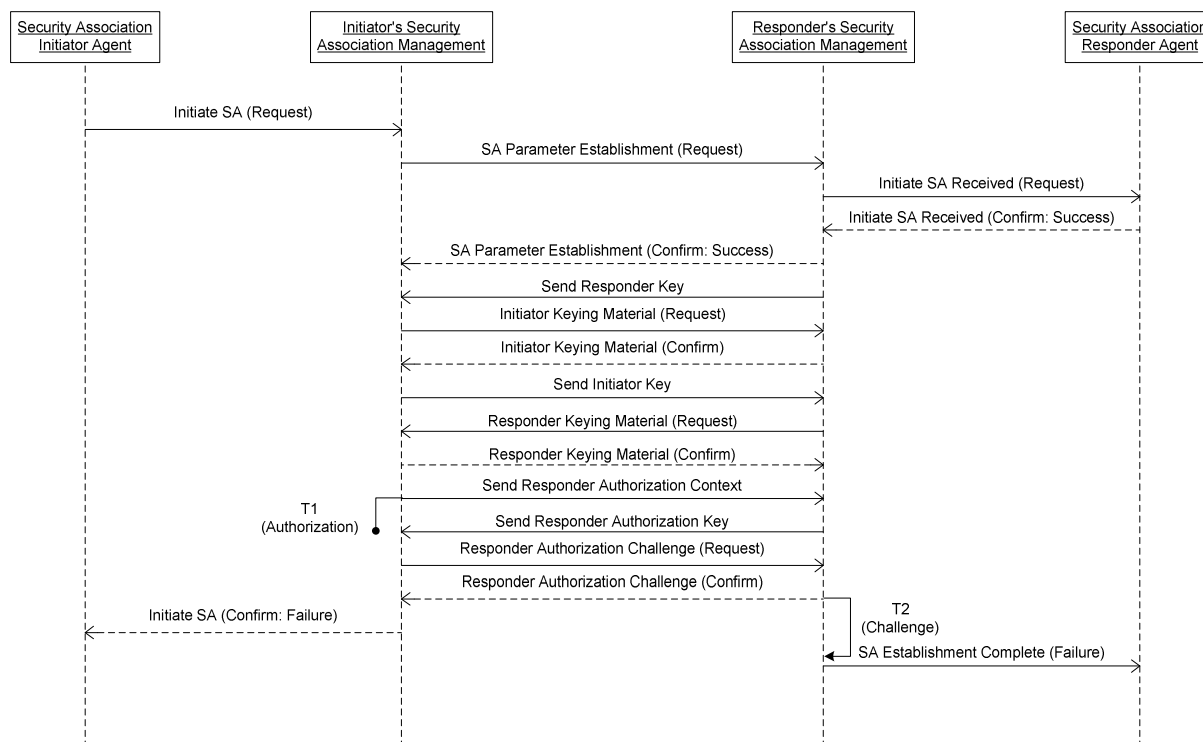 Security Association
Initiator Agent
Initiator's Security
Association Management
Responder's Security
Association Management
Security Association
Responder Agent
Initiate SA (Request)
SA Parameter Establishment (Request)
Initiate SA Received (Request)
Initiate SA Received (Confirm: Success)
SA Parameter Establishment (Confirm: Success)
Send Responder Key
Initiator Keying Material (Request)
Initiator Keying Material (Confirm)
Send Initiator Key
Responder Keying Material (Request)
Responder Keying Material (Confirm)
Send Responder Authorization Context
T1
(Authorization)
Send Responder Authorization Key
Responder Authorization Challenge (Request)
Responder Authorization Challenge (Confirm)
Initiate SA (Confirm: Failure)
T2
(Challenge)
SA Establishment Complete (Failure)